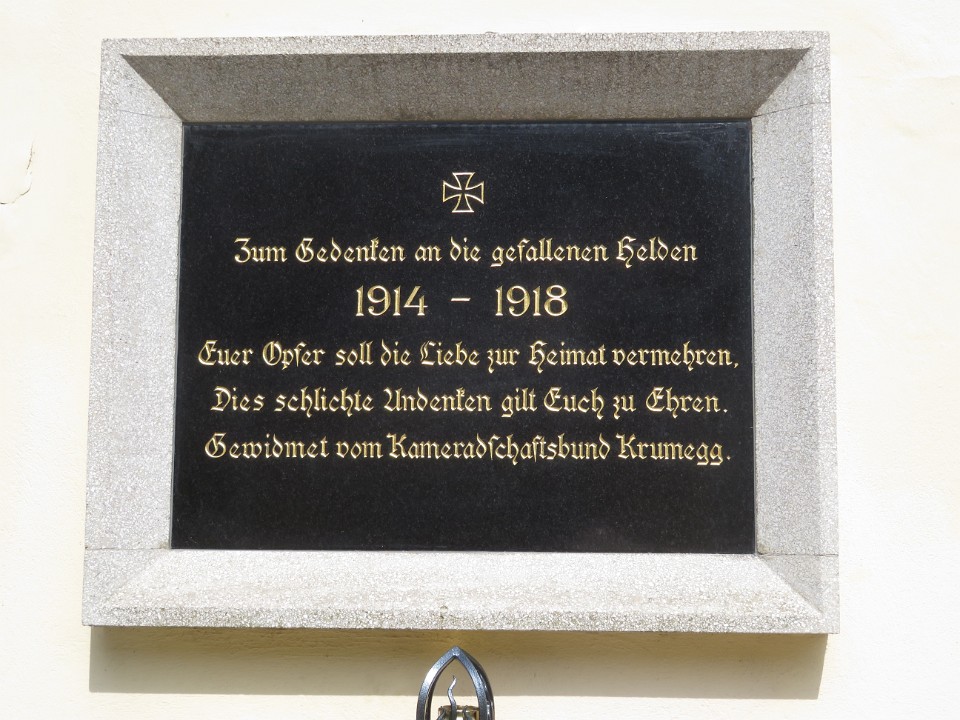 Zum Gedenken an die gefallenen Helden
1914 – 1918
Euer Opfer soll die Liebe zur Heimat vermehren,
Dies schlichte Andenken gilt Euch zu Ehren.
Gewidmet vom Kameradschaftsbund Krumegg.